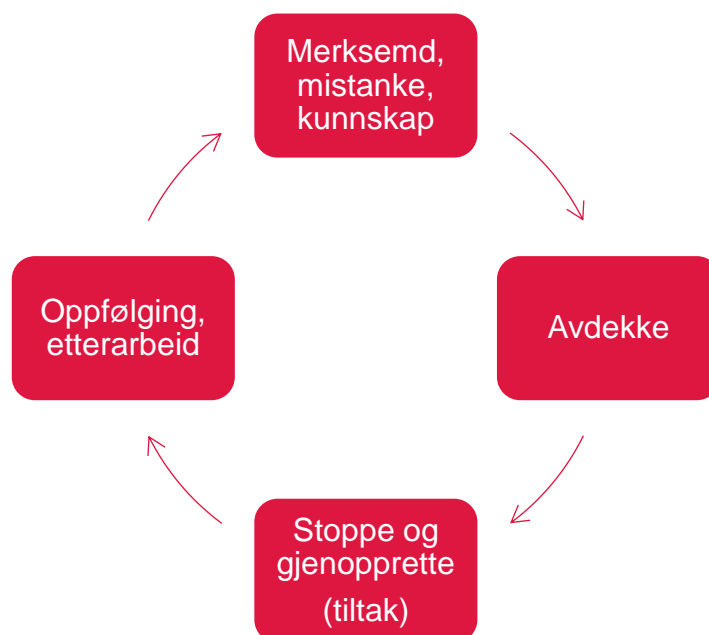 Merksemd,
mistanke,
kunnskap
Oppfølging,
etterarbeid
Avdekke
Stoppe og
gjenopprette
(tiltak)